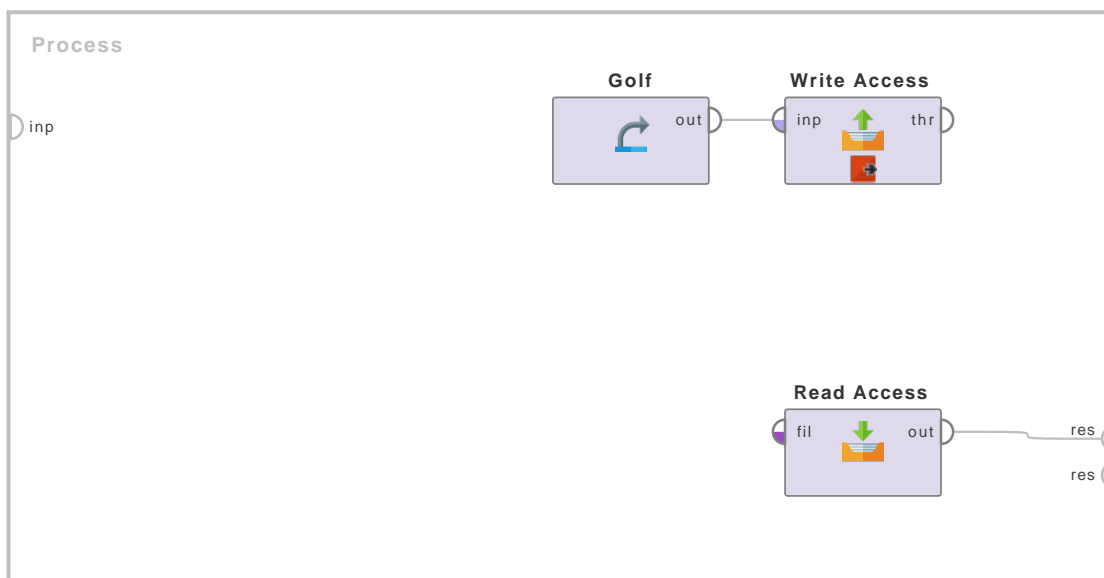 Process
inp
Golf
out
Write Access
inp
thr
Read Access
fil
out
res
res